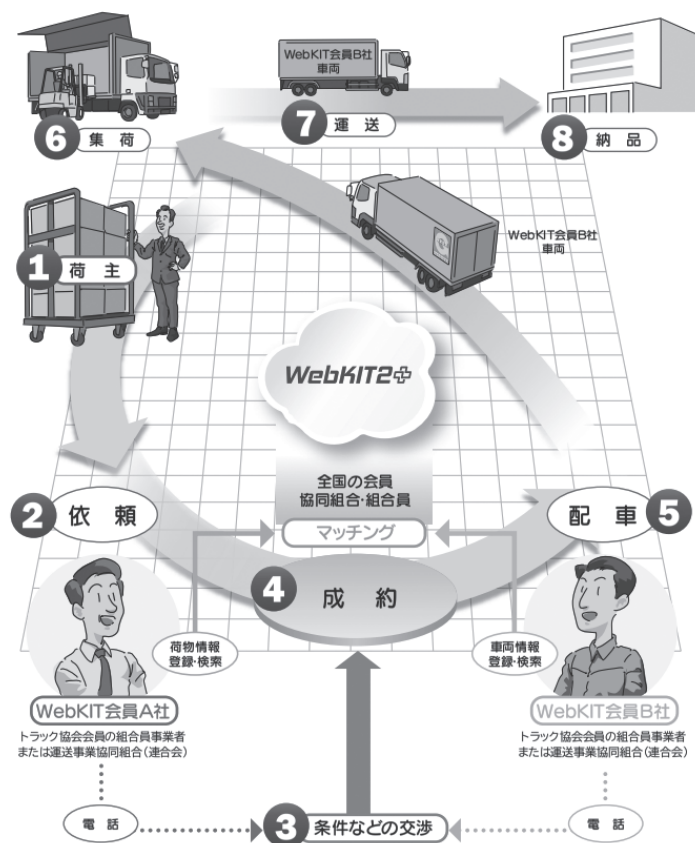 WebKIT会員B社
車両
6 集荷
7 運送
8 納品
1 荷主
WebKIT会員B社
車両
WebKIT2+
全国の会員
協同組合・組合員
2 依頼
マッチング
配車 5
4 成約
荷物情報
登録・検索
車両情報
登録・検索
WebKIT会員A社
トラック協会会員の組合員事業者
または運送事業協同組合(連合会)
WebKIT会員B社
トラック協会会員の組合員事業者
または運送事業協同組合(連合会)
電話
3 条件などの交渉
電話